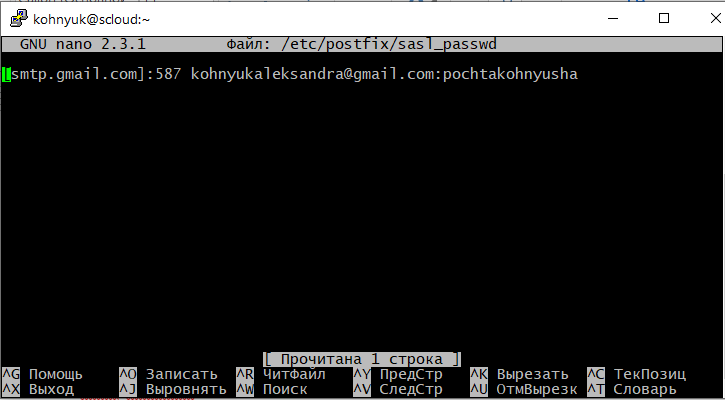 kohnyuk@scloud:~
GNU nano 2.3.1 Файл: /etc/postfix/sasl_passwd
[smtp.gmail.com]:587 kohnyukaleksandra@gmail.com:pochtakohnyusha
[ Прочитана 1 строка ]
^G Помощь ^O Записать ^R ЧитФайл ^Y ПредСтр ^K Вырезать ^C ТекПозиц
^X Выход ^J Выровнять ^W Поиск ^V СледСтр ^U ОтмВырезк ^T Словарь